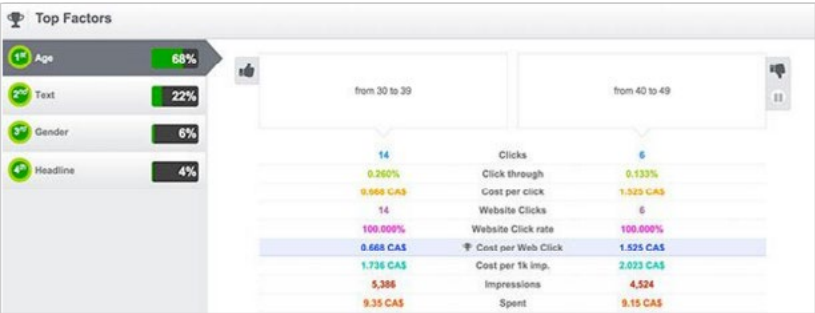 Top Factors
1st Age 68%
2nd Text 22%
3rd Gender 6%
4th Headline 4%
from 30 to 39 from 40 to 49
14 Clicks 6
0.260% Click through 0.133%
0.668 CA$ Cost per click 1.525 CA$
14 Website Clicks 6
100.000% Website Click rate 100.000%
0.668 CA$ Cost per Web Click 1.525 CA$
1.736 CA$ Cost per 1k imp. 2.023 CA$
5,386 Impressions 4,524
9.35 CA$ Spent 9.15 CA$